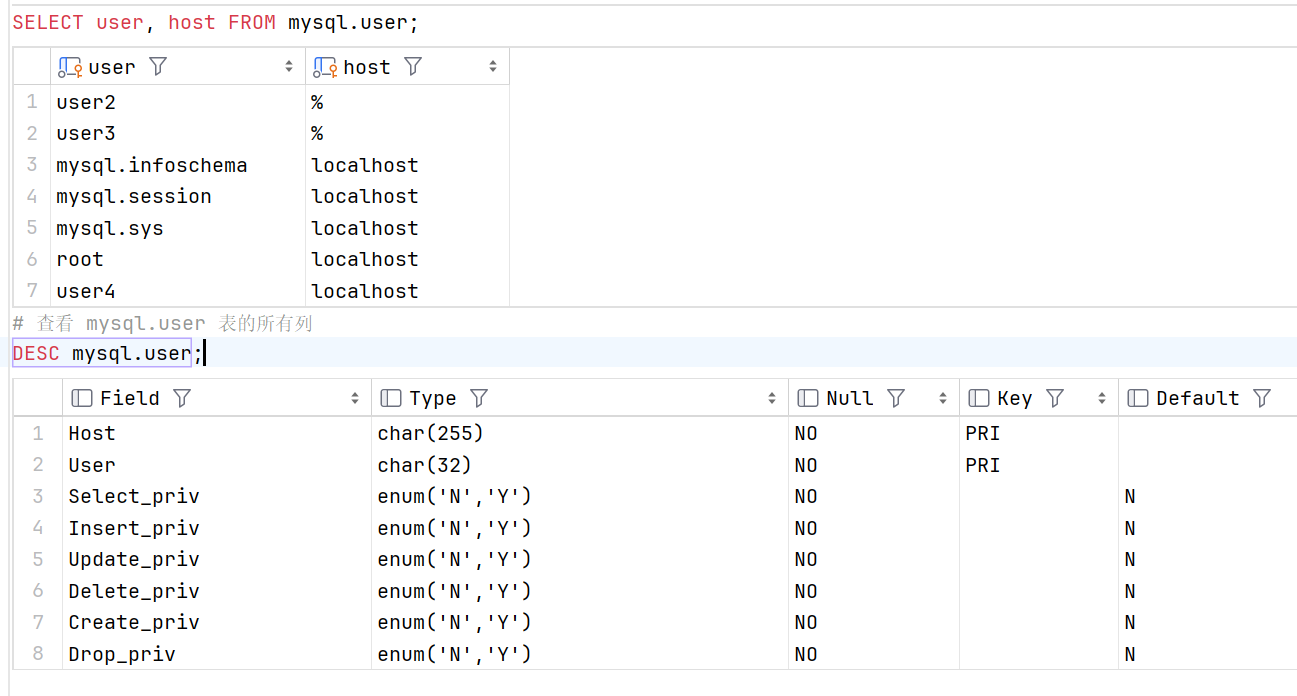 SELECT user, host FROM mysql.user;
user host
1 user2 %
2 user3 %
3 mysql.infoschema localhost
4 mysql.session localhost
5 mysql.sys localhost
6 root localhost
7 user4 localhost
# 查看 mysql.user 表的所有列
DESC mysql.user;
Field Type Null Key Default
1 Host char(255) NO PRI
2 User char(32) NO PRI
3 Select_priv enum('N','Y') NO N
4 Insert_priv enum('N','Y') NO N
5 Update_priv enum('N','Y') NO N
6 Delete_priv enum('N','Y') NO N
7 Create_priv enum('N','Y') NO N
8 Drop_priv enum('N','Y') NO N